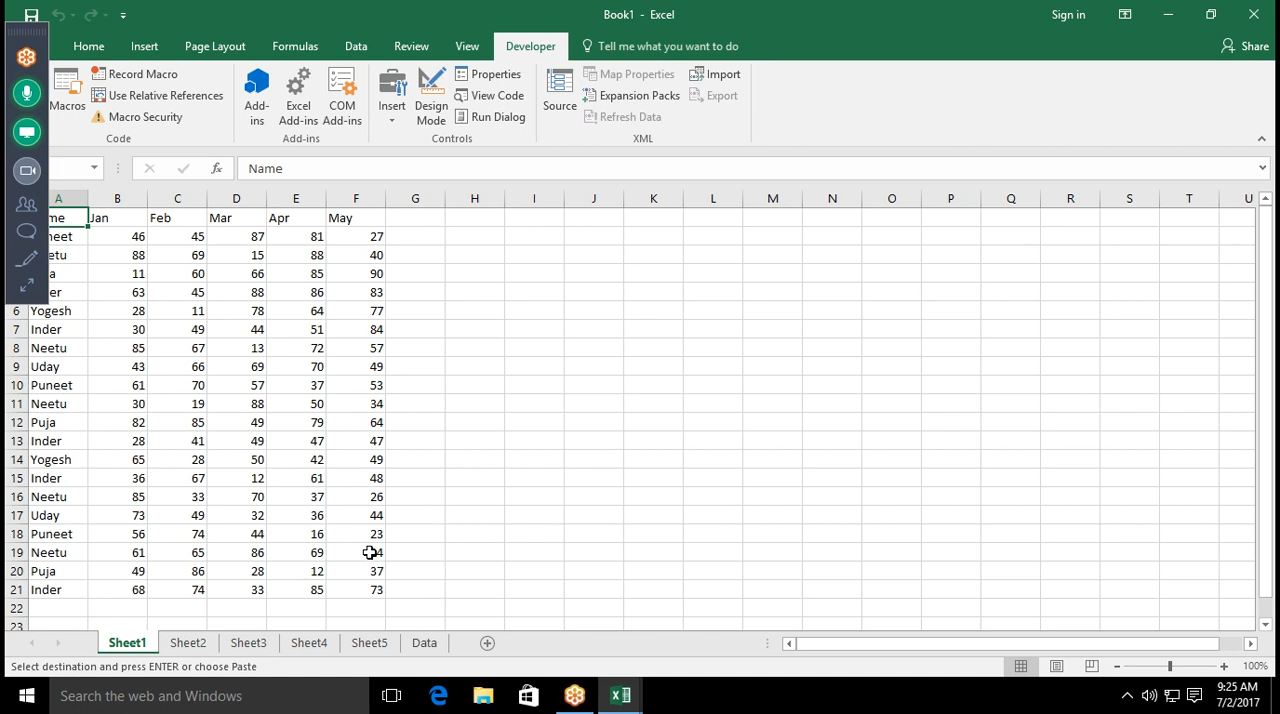 Book1 - Excel
Sign in
Home Insert Page Layout Formulas Data Review View Developer Tell me what you want to do Share
Macros Record Macro Use Relative References Macro Security Code
Add-ins Excel Add-ins COM Add-ins Add-ins
Insert Design Mode Properties View Code Run Dialog Controls
Source Map Properties Expansion Packs Refresh Data Import Export XML
fx Name
A B C D E F G H I J K L M N O P Q R S T U
Jan Feb Mar Apr May
46 45 87 81 27
88 69 15 88 40
11 60 66 85 90
63 45 88 86 83
6 Yogesh 28 11 78 64 77
7 Inder 30 49 44 51 84
8 Neetu 85 67 13 72 57
9 Uday 43 66 69 70 49
10 Puneet 61 70 57 37 53
11 Neetu 30 19 88 50 34
12 Puja 82 85 49 79 64
13 Inder 28 41 49 47 47
14 Yogesh 65 28 50 42 49
15 Inder 36 67 12 61 48
16 Neetu 85 33 70 37 26
17 Uday 73 49 32 36 44
18 Puneet 56 74 44 16 23
19 Neetu 61 65 86 69
20 Puja 49 86 28 12 37
21 Inder 68 74 33 85 73
22
23
Sheet1 Sheet2 Sheet3 Sheet4 Sheet5 Data
Select destination and press ENTER or choose Paste 100%
Search the web and Windows
9:25 AM
7/2/2017